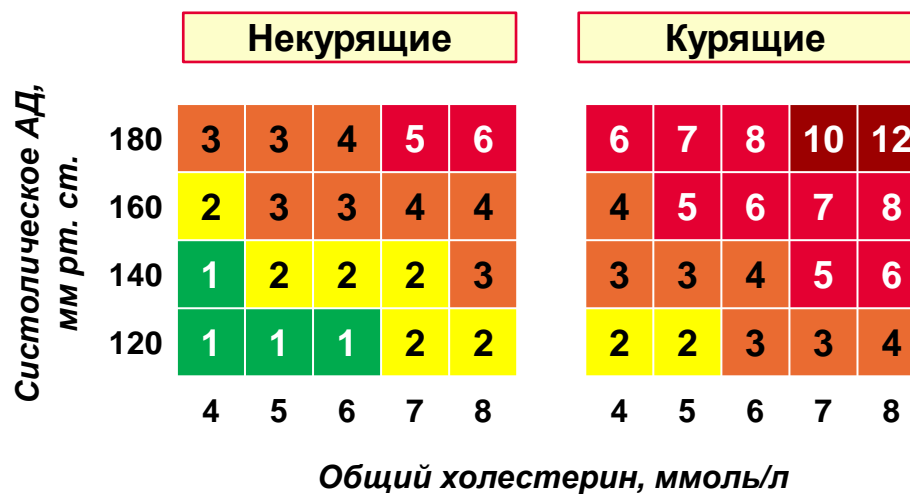 Некурящие Курящие
Систолическое АД,
мм рт. ст.
180 3 3 4 5 6 6 7 8 10 12
160 2 3 3 4 4 4 5 6 7 8
140 1 2 2 2 3 3 3 4 5 6
120 1 1 1 2 2 2 2 3 3 4
4 5 6 7 8 4 5 6 7 8
Общий холестерин, ммоль/л